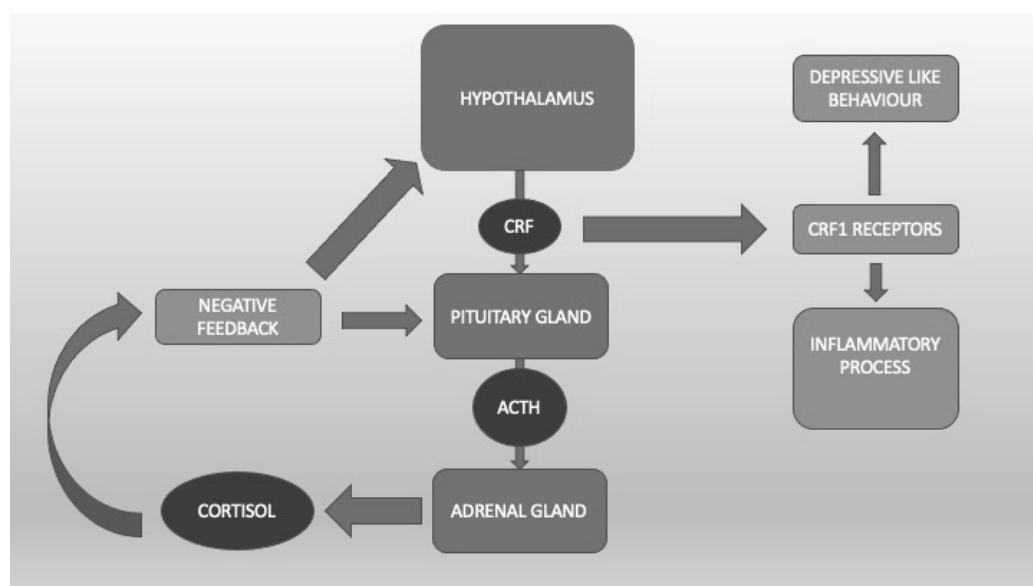 HYPOTHALAMUS
DEPRESSIVE LIKE
BEHAVIOUR
CRF
CRF1 RECEPTORS
NEGATIVE
FEEDBACK
PITUITARY GLAND
INFLAMMATORY
PROCESS
ACTH
CORTISOL
ADRENAL GLAND